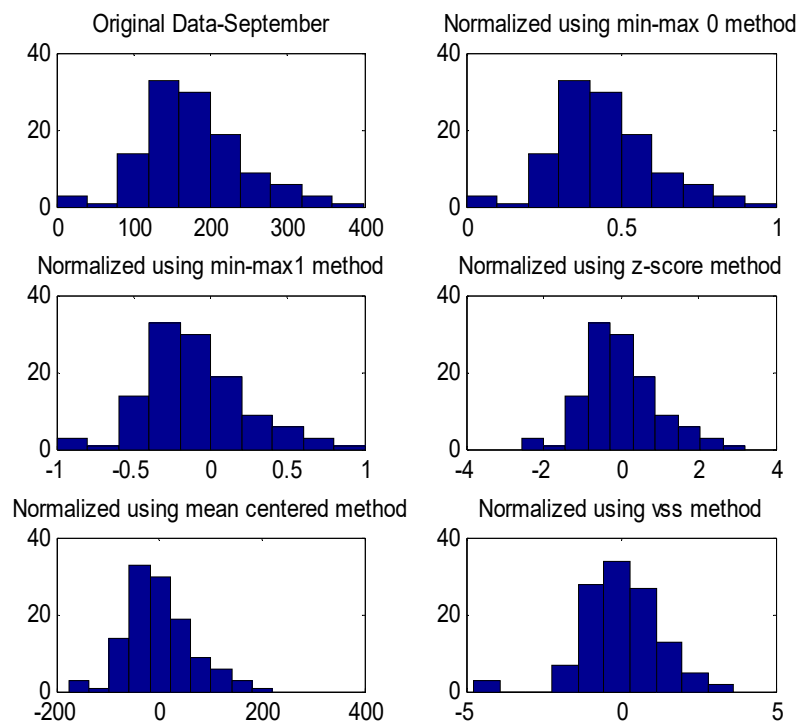 Original Data-September
Normalized using min-max 0 method
40
20
0
0 100 200 300 400
40
20
0
0 0.5 1
Normalized using min-max1 method
Normalized using z-score method
40
20
0
-1 -0.5 0 0.5 1
40
20
0
-4 -2 0 2 4
Normalized using mean centered method
Normalized using vss method
40
20
0
-200 0 200 400
40
20
0
-5 0 5